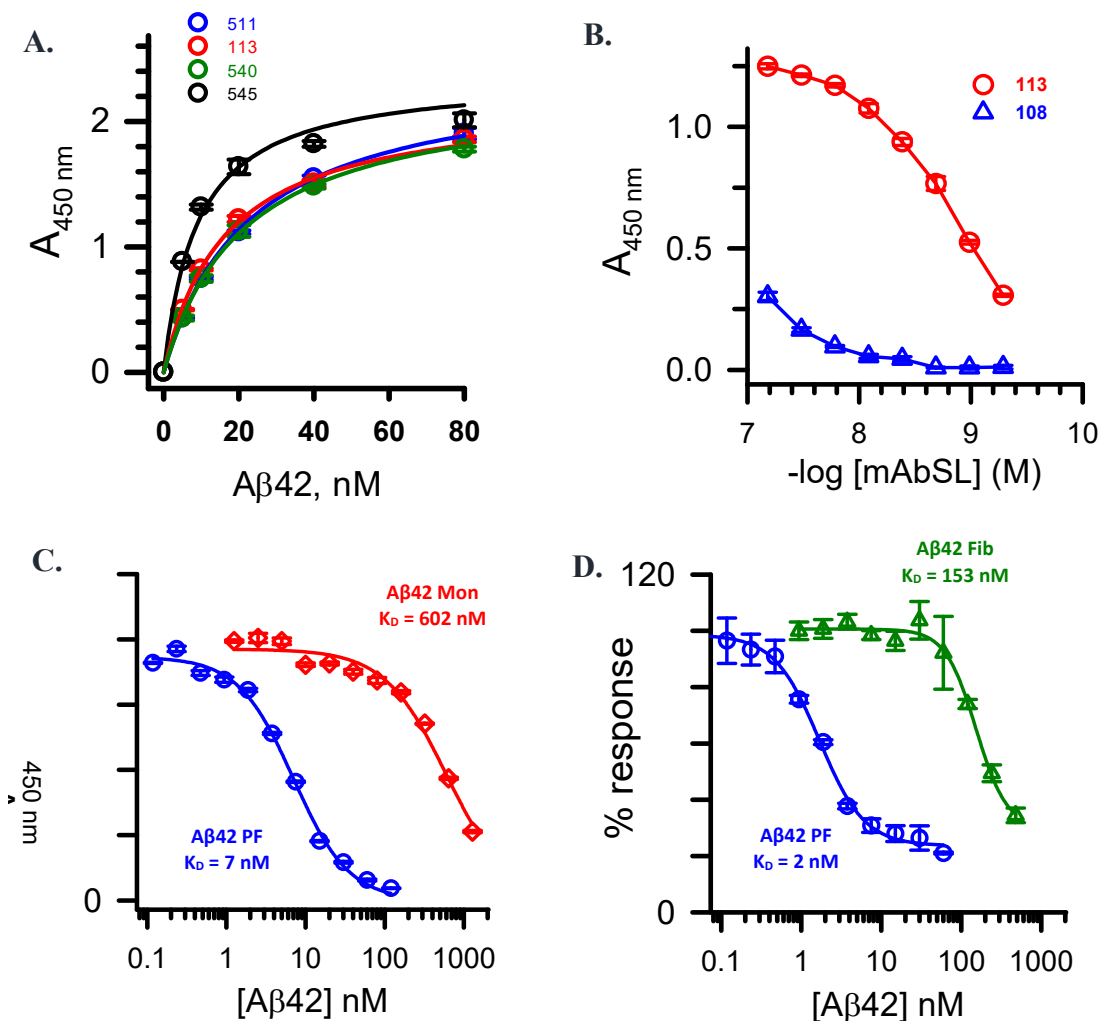 A.
511
113
540
545
2
1
0
A450 nm
0 20 40 60 80
Aβ42, nM
B.
113
108
1.0
0.5
0.0
A450 nm
7 8 9 10
-log [mAbSL] (M)
C.
Aβ42 Mon
KD = 602 nM
Aβ42 PF
KD = 7 nM
450 nm
0
0.1 1 10 100 1000
[Aβ42] nM
D.
Aβ42 Fib
KD = 153 nM
120
% response
Aβ42 PF
KD = 2 nM
0
0.1 1 10 100 1000
[Aβ42] nM